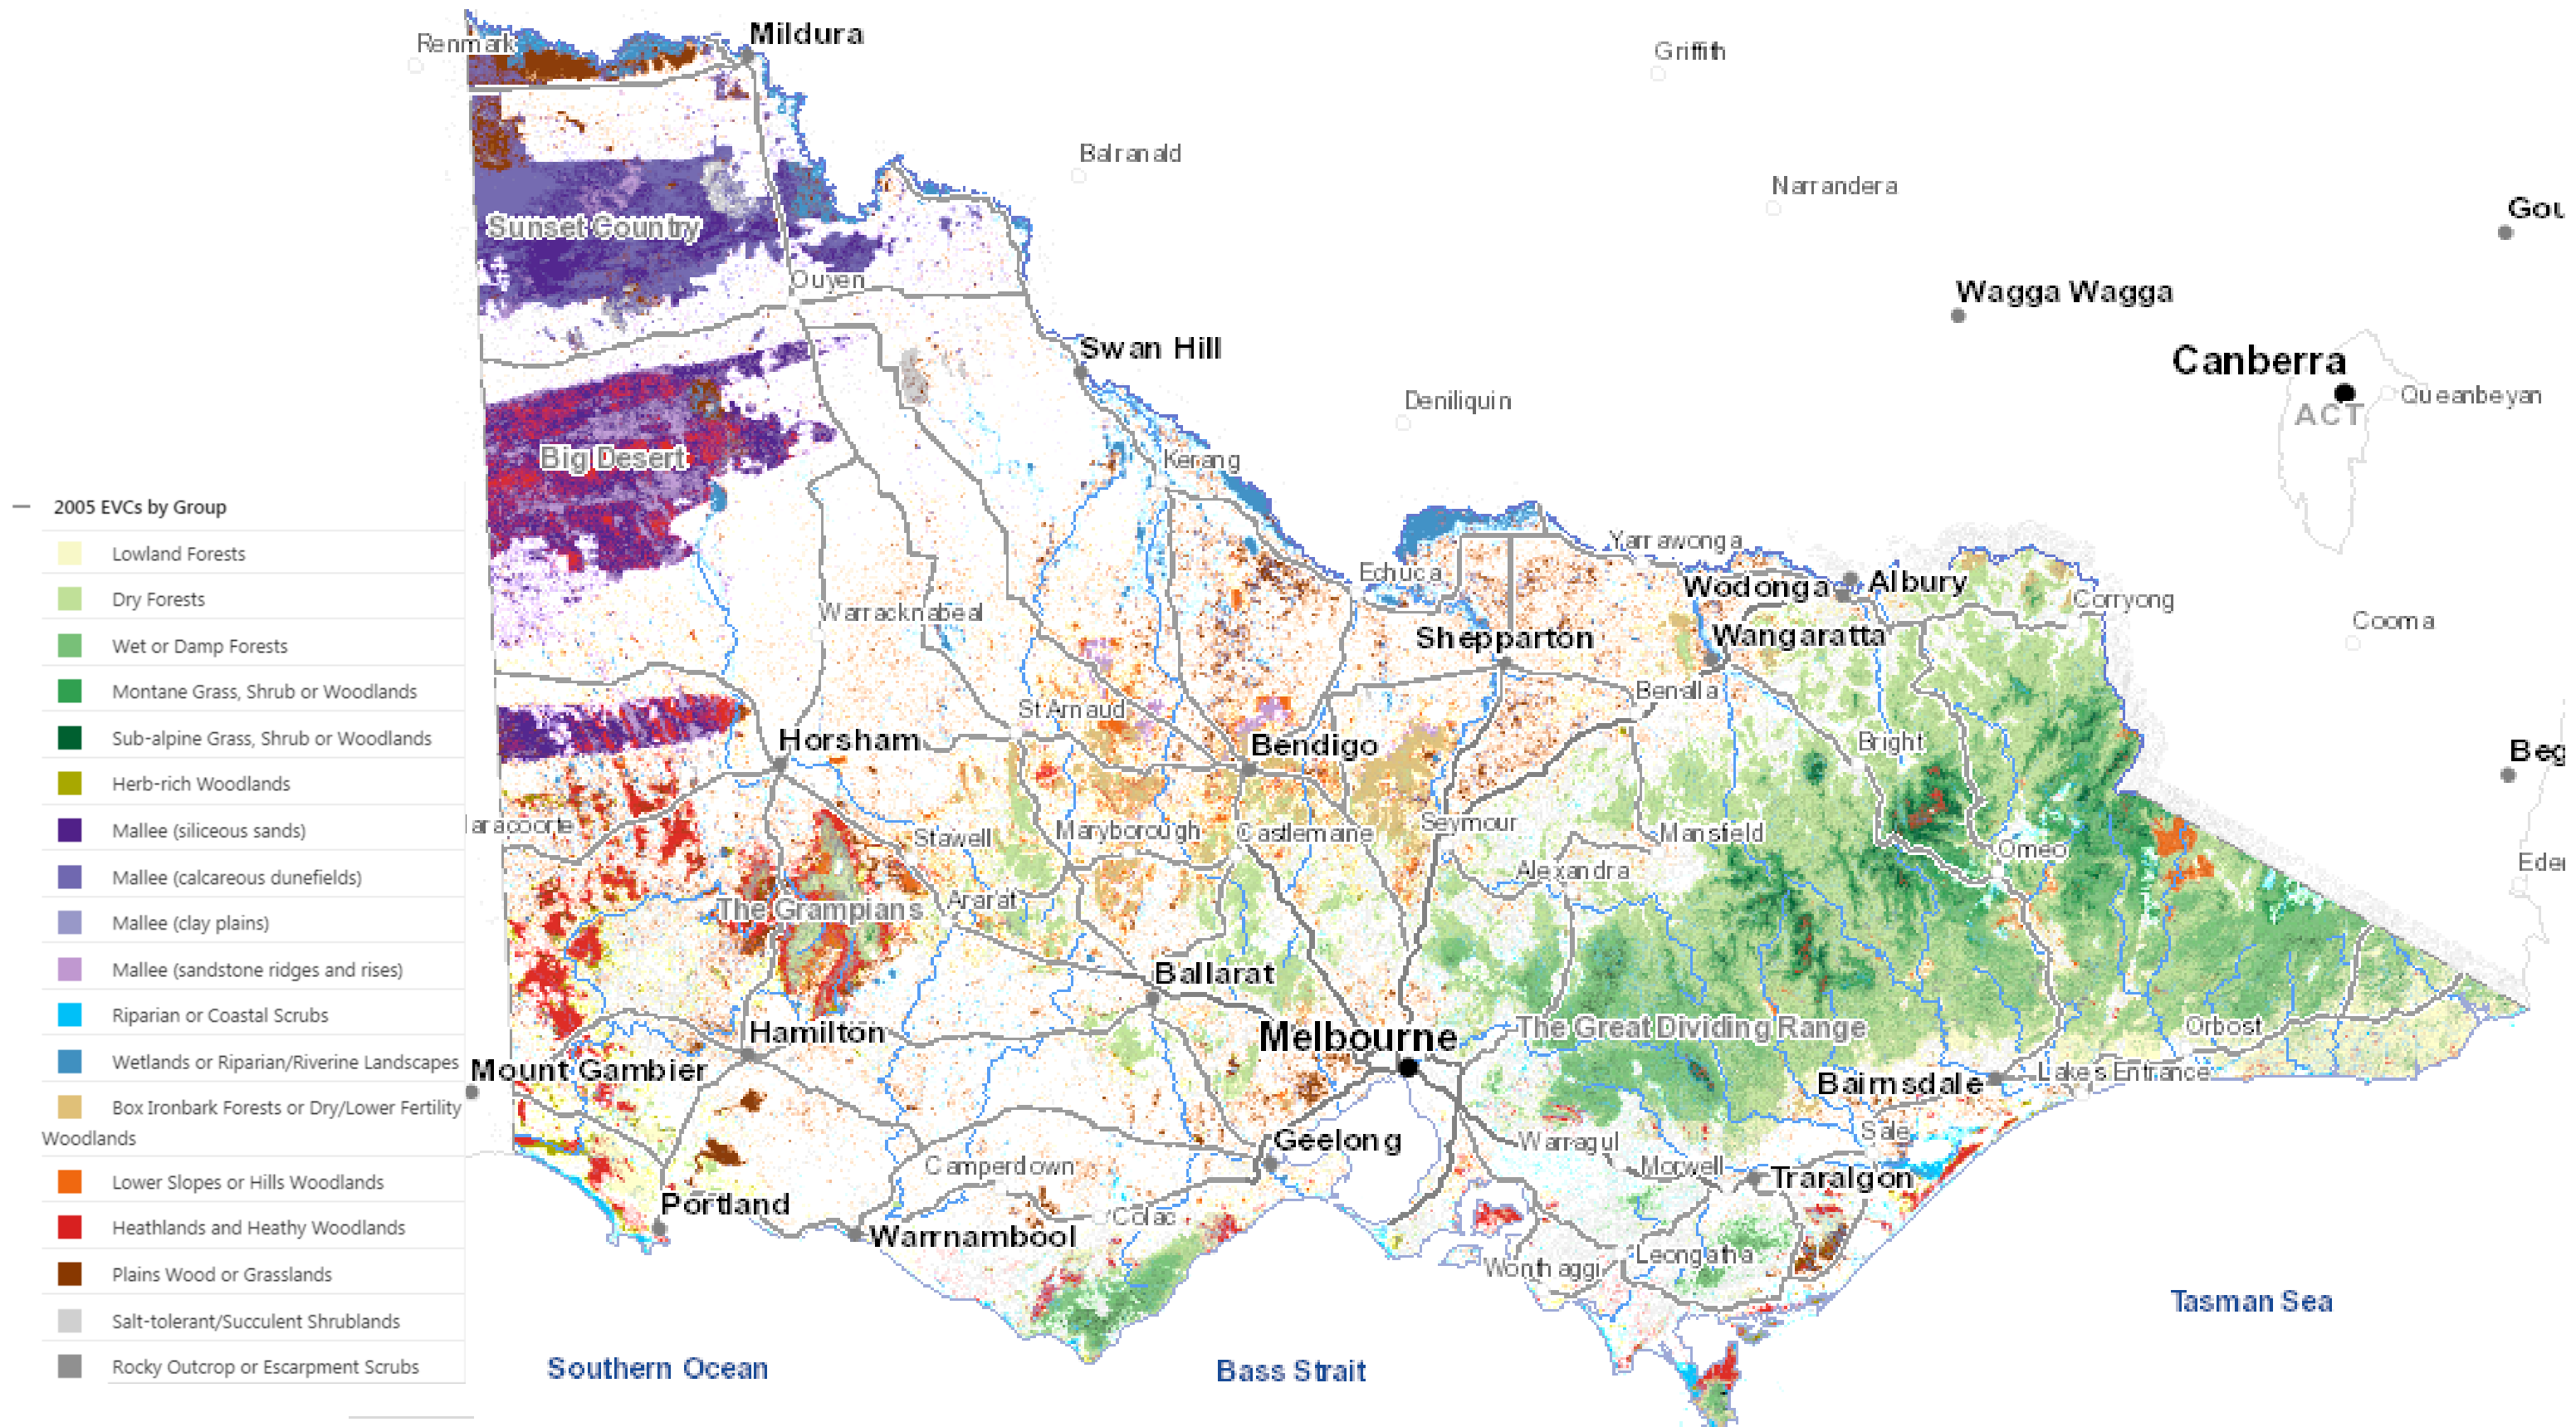 Renmark
Mildura
Griffith
Balranald
Narrandera
Sunset Country
Ouyen
Wagga Wagga
Swan Hill
Canberra
ACT
Queanbeyan
Deniliquin
Big Desert
Kerang
2005 EVCs by Group
Lowland Forests
Dry Forests
Wet or Damp Forests
Montane Grass, Shrub or Woodlands
Sub-alpine Grass, Shrub or Woodlands
Herb-rich Woodlands
Mallee (siliceous sands)
Mallee (calcareous dunefields)
Mallee (clay plains)
Mallee (sandstone ridges and rises)
Riparian or Coastal Scrubs
Wetlands or Riparian/Riverine Landscapes
Box Ironbark Forests or Dry/Lower Fertility
Woodlands
Lower Slopes or Hills Woodlands
Heathlands and Heathy Woodlands
Plains Wood or Grasslands
Salt-tolerant/Succulent Shrublands
Rocky Outcrop or Escarpment Scrubs
Yarrawonga
Echuca
Wodonga
Albury
Corryong
Warracknabeal
Shepparton
Wangaratta
Cooma
Benalla
St Arnaud
Horsham
Bendigo
Bright
Beg
aracoorte
Stawell
Maryborough
Castlemane
Seymour
Mansfield
Omeo
Alexandra
Eden
Ararat
The Grampians
Ballarat
Hamilton
Melbourne
The Great Dividing Range
Orbost
Mount Gambier
Bairnsdale
Lakes Entrance
Geelong
Warragul
Sale
Camperdown
Morwell
Traralgon
Portland
Colac
Warrnambool
Leongatha
Wonthaggi
Tasman Sea
Southern Ocean
Bass Strait